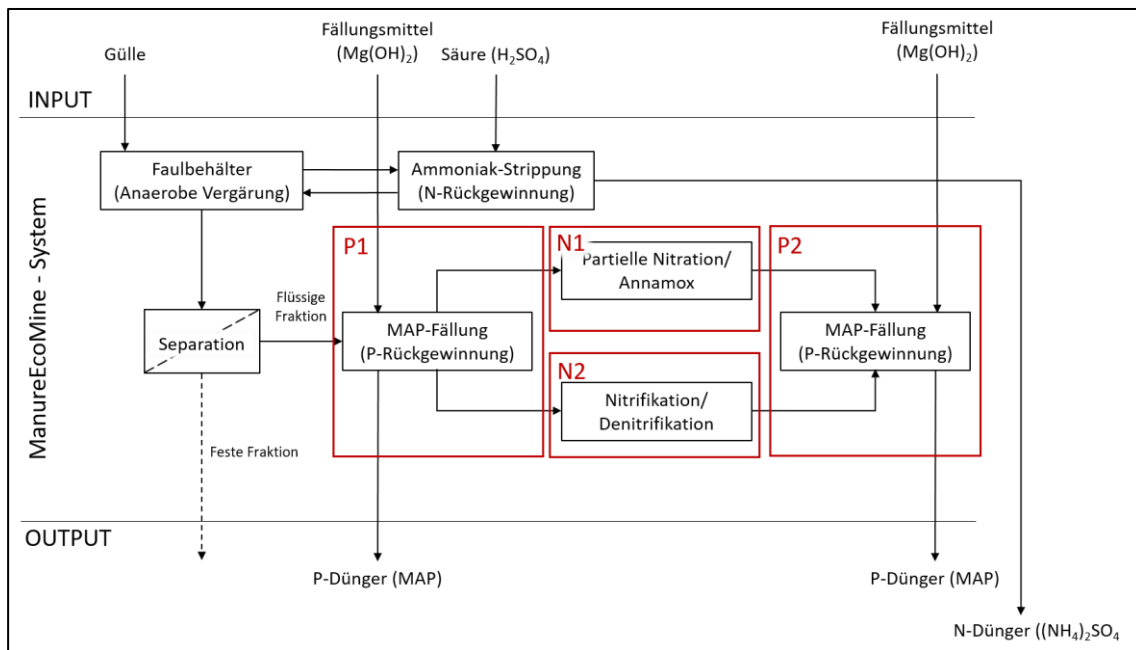 Gülle
Fällungsmittel
(Mg(OH)₂)
Säure (H₂SO₄)
Fällungsmittel
(Mg(OH)₂)
INPUT
ManureEcoMine - System
Faulbehälter
(Anaerobe Vergärung)
Ammoniak-Strippung
(N-Rückgewinnung)
P1
N1
Partielle Nitration/
Annamox
P2
Flüssige
Fraktion
Separation
MAP-Fällung
(P-Rückgewinnung)
MAP-Fällung
(P-Rückgewinnung)
N2
Nitrifikation/
Denitrifikation
Feste Fraktion
OUTPUT
P-Dünger (MAP)
P-Dünger (MAP)
N-Dünger ((NH₄)₂SO₄